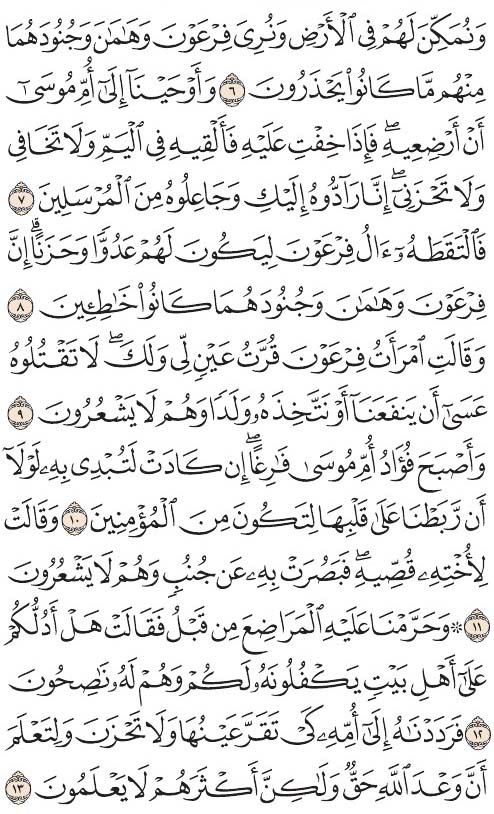 وَنُمَكِّنَ لَهُمْ فِي ٱلْأَرْضِ وَنُرِيَ فِرْعَوْنَ وَهَٰمَٰنَ وَجُنُودَهُمَا
مِنْهُم مَّا كَانُوا۟ يَحْذَرُونَ ٦ وَأَوْحَيْنَآ إِلَىٰٓ أُمِّ مُوسَىٰٓ
أَنْ أَرْضِعِيهِ ۖ فَإِذَا خِفْتِ عَلَيْهِ فَأَلْقِيهِ فِي ٱلْيَمِّ وَلَا تَخَافِي
وَلَا تَحْزَنِيٓ ۖ إِنَّا رَآدُّوهُ إِلَيْكِ وَجَاعِلُوهُ مِنَ ٱلْمُرْسَلِينَ ٧
فَٱلْتَقَطَهُۥٓ ءَالُ فِرْعَوْنَ لِيَكُونَ لَهُمْ عَدُوًّا وَحَزَنًا ۗ إِنَّ
فِرْعَوْنَ وَهَٰمَٰنَ وَجُنُودَهُمَا كَانُوا۟ خَٰطِـِٔينَ ٨
وَقَالَتِ ٱمْرَأَتُ فِرْعَوْنَ قُرَّتُ عَيْنٍ لِّي وَلَكَ ۖ لَا تَقْتُلُوهُ
عَسَىٰٓ أَن يَنفَعَنَآ أَوْ نَتَّخِذَهُۥ وَلَدًا وَهُمْ لَا يَشْعُرُونَ ٩
وَأَصْبَحَ فُؤَادُ أُمِّ مُوسَىٰ فَٰرِغًا ۖ إِن كَادَتْ لَتُبْدِي بِهِۦ لَوْلَآ
أَن رَّبَطْنَا عَلَىٰ قَلْبِهَا لِتَكُونَ مِنَ ٱلْمُؤْمِنِينَ ١٠ وَقَالَتْ
لِأُخْتِهِۦ قُصِّيهِ ۖ فَبَصُرَتْ بِهِۦ عَن جُنُبٍ وَهُمْ لَا يَشْعُرُونَ
١١ ۞ وَحَرَّمْنَا عَلَيْهِ ٱلْمَرَاضِعَ مِن قَبْلُ فَقَالَتْ هَلْ أَدُلُّكُمْ
عَلَىٰٓ أَهْلِ بَيْتٍ يَكْفُلُونَهُۥ لَكُمْ وَهُمْ لَهُۥ نَٰصِحُونَ
١٢ فَرَدَدْنَٰهُ إِلَىٰٓ أُمِّهِۦ كَيْ تَقَرَّ عَيْنُهَا وَلَا تَحْزَنَ وَلِتَعْلَمَ
أَنَّ وَعْدَ ٱللَّهِ حَقٌّ وَلَٰكِنَّ أَكْثَرَهُمْ لَا يَعْلَمُونَ ١٣